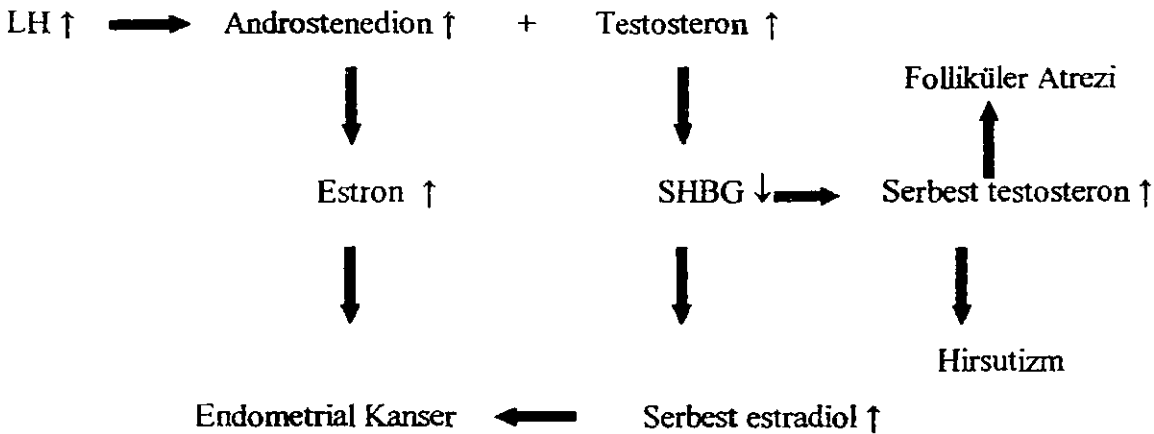 LH ↑ Androstenedion ↑ + Testosteron ↑
Folliküler Atrezi
Estron ↑ SHBG ↓ Serbest testosteron ↑
Hirsutizm
Endometrial Kanser Serbest estradiol ↑